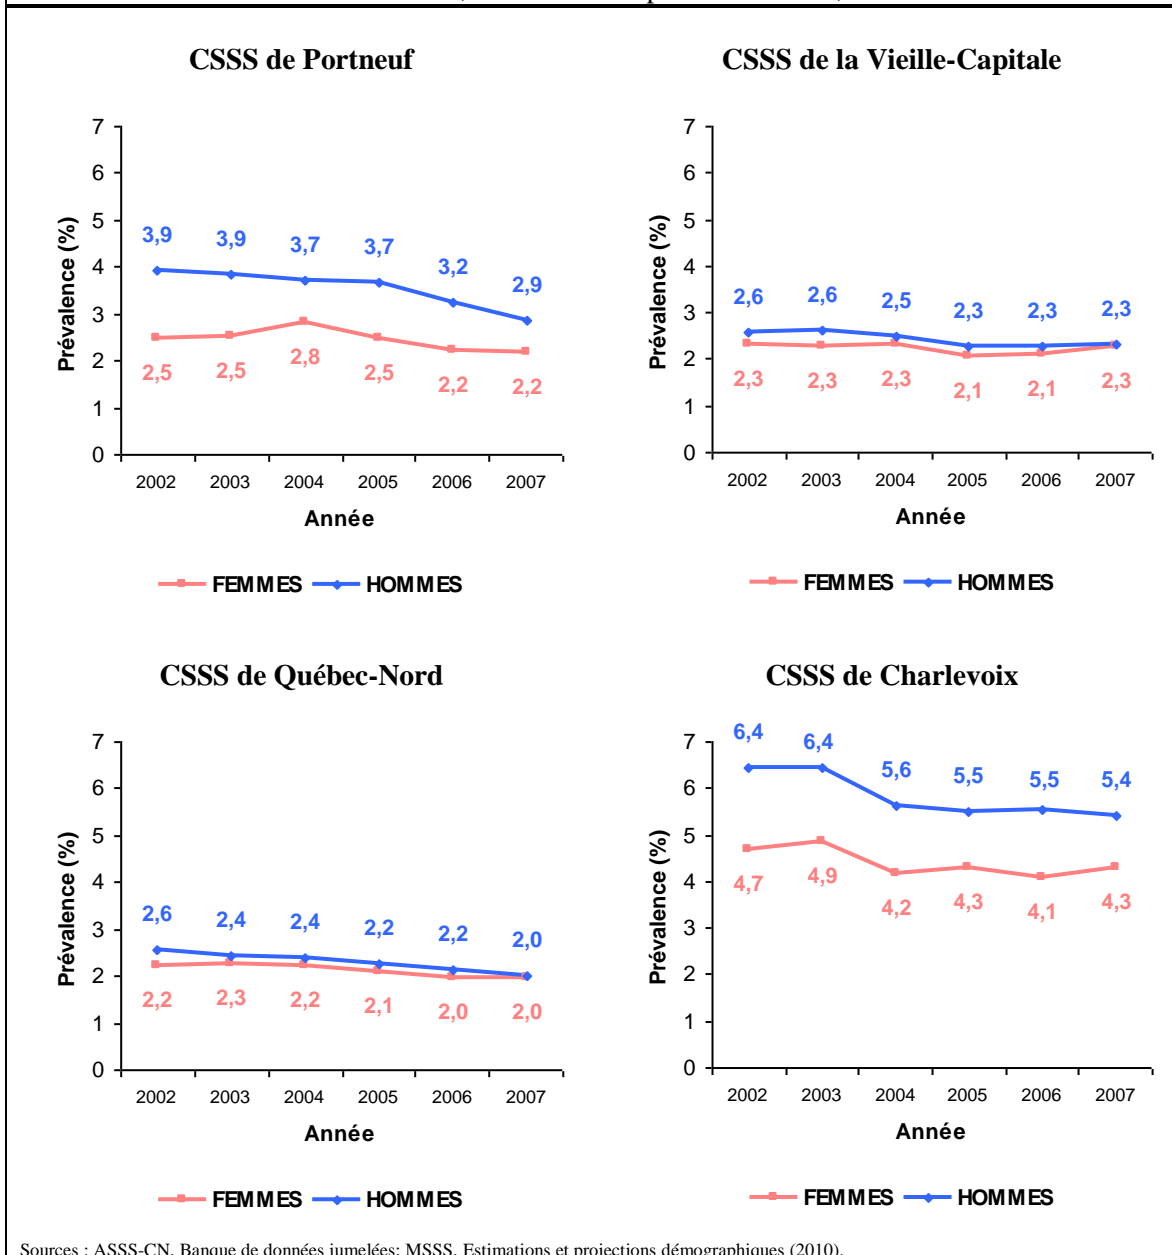 CSSS de Portneuf
7
6
5
4
3
2
1
0
Prévalence (%)
3,9 3,9 3,7 3,7 3,2 2,9
2,5 2,5 2,8 2,5 2,2 2,2
2002 2003 2004 2005 2006 2007
Année
FEMMES HOMMES
CSSS de la Vieille-Capitale
7
6
5
4
3
2
1
0
Prévalence (%)
2,6 2,6 2,5 2,3 2,3 2,3
2,3 2,3 2,3 2,1 2,1 2,3
2002 2003 2004 2005 2006 2007
Année
FEMMES HOMMES
CSSS de Québec-Nord
7
6
5
4
3
2
1
0
Prévalence (%)
2,6 2,4 2,4 2,2 2,2 2,0
2,2 2,3 2,2 2,1 2,0 2,0
2002 2003 2004 2005 2006 2007
Année
FEMMES HOMMES
CSSS de Charlevoix
7
6
5
4
3
2
1
0
Prévalence (%)
6,4 6,4 5,6 5,5 5,5 5,4
4,7 4,9 4,2 4,3 4,1 4,3
2002 2003 2004 2005 2006 2007
Année
FEMMES HOMMES
Sources : ASSS-CN, Banque de données jumelées; MSSS, Estimations et projections démographiques (2010).